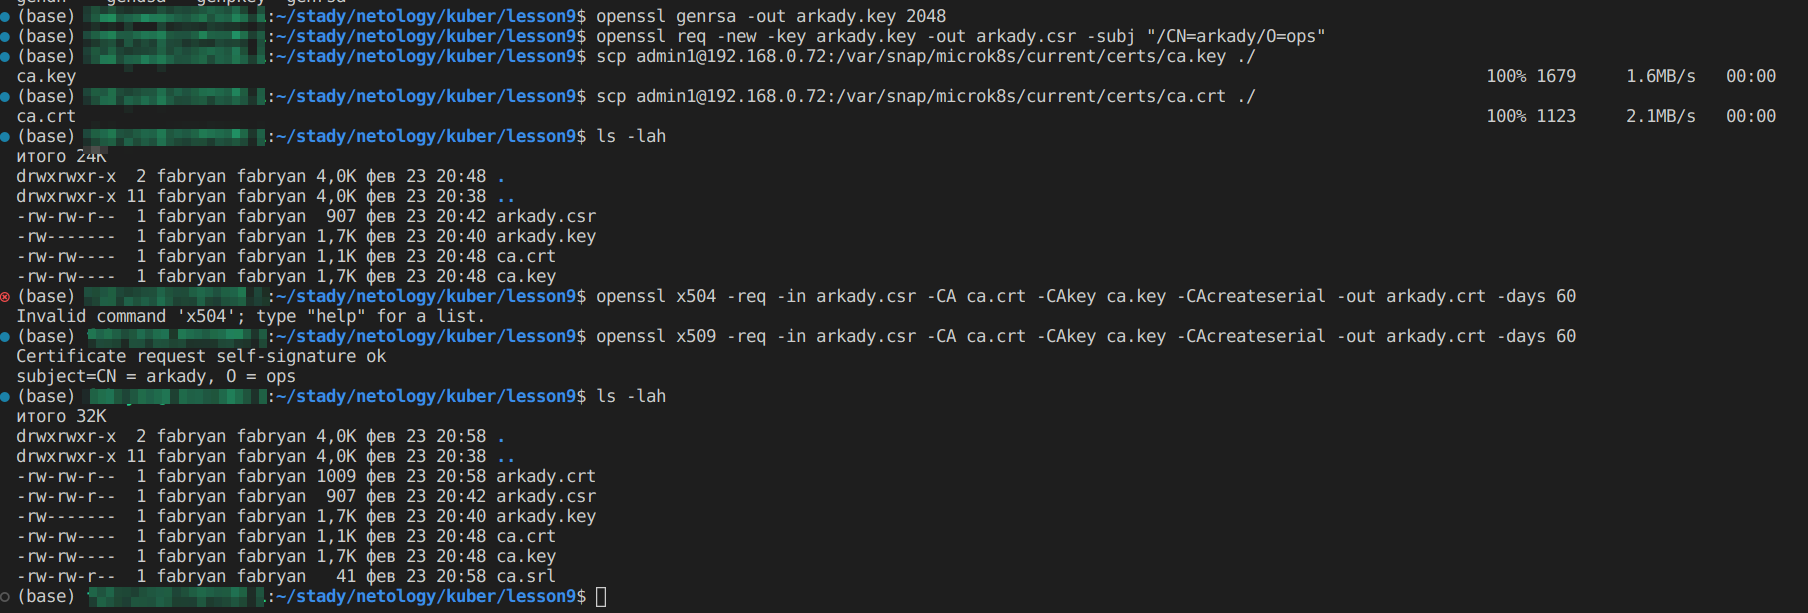 (base) :~/stady/netology/kuber/lesson9$ openssl genrsa -out arkady.key 2048
(base) :~/stady/netology/kuber/lesson9$ openssl req -new -key arkady.key -out arkady.csr -subj "/CN=arkady/O=ops"
(base) :~/stady/netology/kuber/lesson9$ scp admin1@192.168.0.72:/var/snap/microk8s/current/certs/ca.key ./
ca.key 100% 1679 1.6MB/s 00:00
(base) :~/stady/netology/kuber/lesson9$ scp admin1@192.168.0.72:/var/snap/microk8s/current/certs/ca.crt ./
ca.crt 100% 1123 2.1MB/s 00:00
(base) :~/stady/netology/kuber/lesson9$ ls -lah
итого 24K
drwxrwxr-x 2 fabryan fabryan 4,0K фев 23 20:48 .
drwxrwxr-x 11 fabryan fabryan 4,0K фев 23 20:38 ..
-rw-rw-r-- 1 fabryan fabryan 907 фев 23 20:42 arkady.csr
-rw------- 1 fabryan fabryan 1,7K фев 23 20:40 arkady.key
-rw-rw---- 1 fabryan fabryan 1,1K фев 23 20:48 ca.crt
-rw-rw---- 1 fabryan fabryan 1,7K фев 23 20:48 ca.key
(base) :~/stady/netology/kuber/lesson9$ openssl x504 -req -in arkady.csr -CA ca.crt -CAkey ca.key -CAcreateserial -out arkady.crt -days 60
Invalid command 'x504'; type "help" for a list.
(base) :~/stady/netology/kuber/lesson9$ openssl x509 -req -in arkady.csr -CA ca.crt -CAkey ca.key -CAcreateserial -out arkady.crt -days 60
Certificate request self-signature ok
subject=CN = arkady, O = ops
(base) :~/stady/netology/kuber/lesson9$ ls -lah
итого 32K
drwxrwxr-x 2 fabryan fabryan 4,0K фев 23 20:58 .
drwxrwxr-x 11 fabryan fabryan 4,0K фев 23 20:38 ..
-rw-rw-r-- 1 fabryan fabryan 1009 фев 23 20:58 arkady.crt
-rw-rw-r-- 1 fabryan fabryan 907 фев 23 20:42 arkady.csr
-rw------- 1 fabryan fabryan 1,7K фев 23 20:40 arkady.key
-rw-rw---- 1 fabryan fabryan 1,1K фев 23 20:48 ca.crt
-rw-rw---- 1 fabryan fabryan 1,7K фев 23 20:48 ca.key
-rw-rw-r-- 1 fabryan fabryan 41 фев 23 20:58 ca.srl
(base) :~/stady/netology/kuber/lesson9$